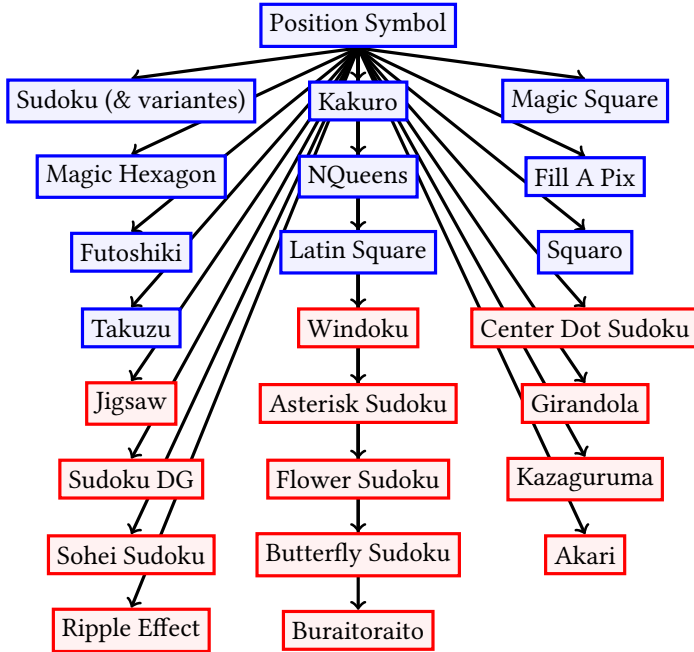 Position Symbol
Sudoku (& variantes)
Kakuro
Magic Square
Magic Hexagon
NQueens
Fill A Pix
Futoshiki
Latin Square
Squaro
Takuzu
Windoku
Center Dot Sudoku
Jigsaw
Asterisk Sudoku
Girandola
Sudoku DG
Flower Sudoku
Kazaguruma
Sohei Sudoku
Butterfly Sudoku
Akari
Ripple Effect
Buraitoraito